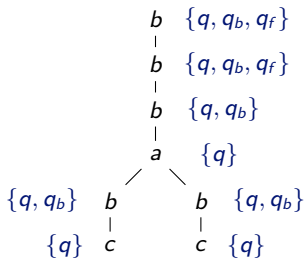 b {q, q_b, q_f}
b {q, q_b, q_f}
b {q, q_b}
a {q}
{q, q_b} b b {q, q_b}
{q} c c {q}